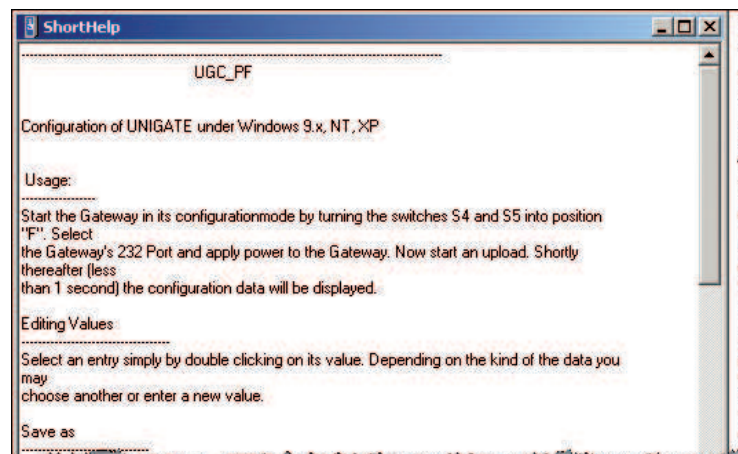 ShortHelp
UGC_PF
Configuration of UNIGATE under Windows 9.x, NT, XP
Usage:
Start the Gateway in its configurationmode by turning the switches S4 and S5 into position
"F". Select
the Gateway's 232 Port and apply power to the Gateway. Now start an upload. Shortly
thereafter (less
than 1 second) the configuration data will be displayed.
Editing Values
Select an entry simply by double clicking on its value. Depending on the kind of the data you
may
choose another or enter a new value.
Save as